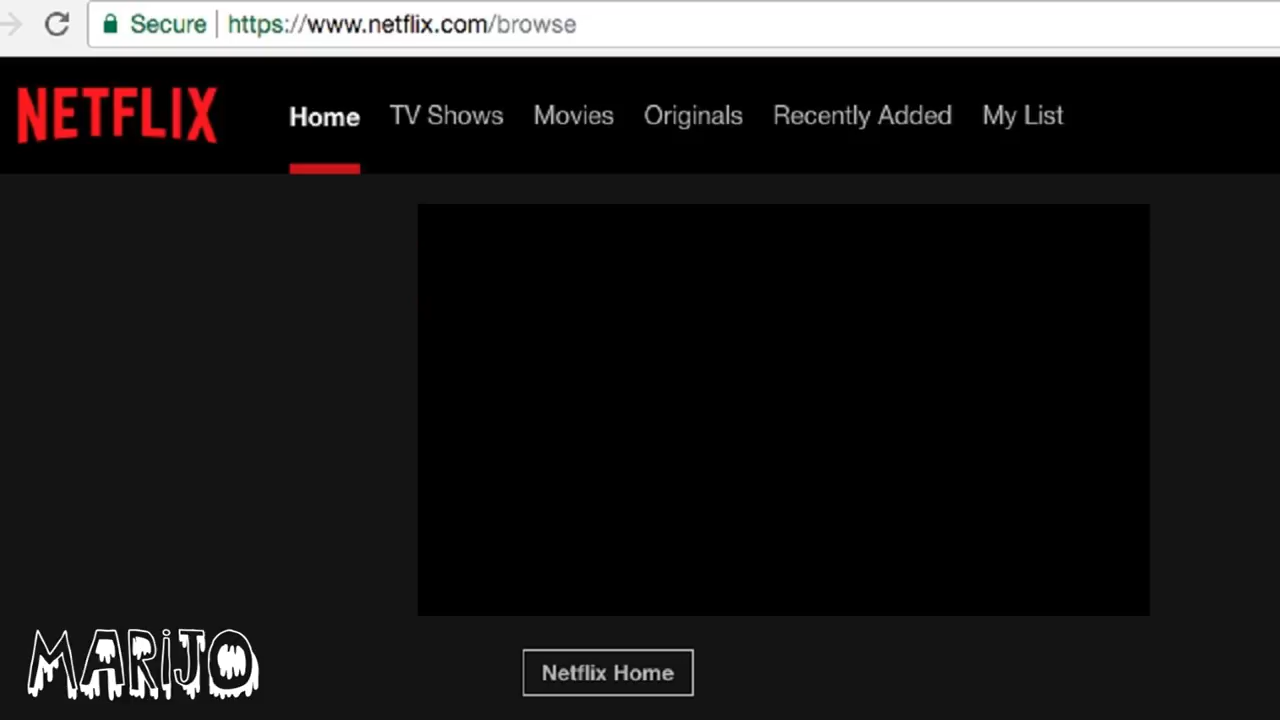 Secure | https://www.netflix.com/browse
NETFLIX Home TV Shows Movies Originals Recently Added My List
MARIJO
Netflix Home